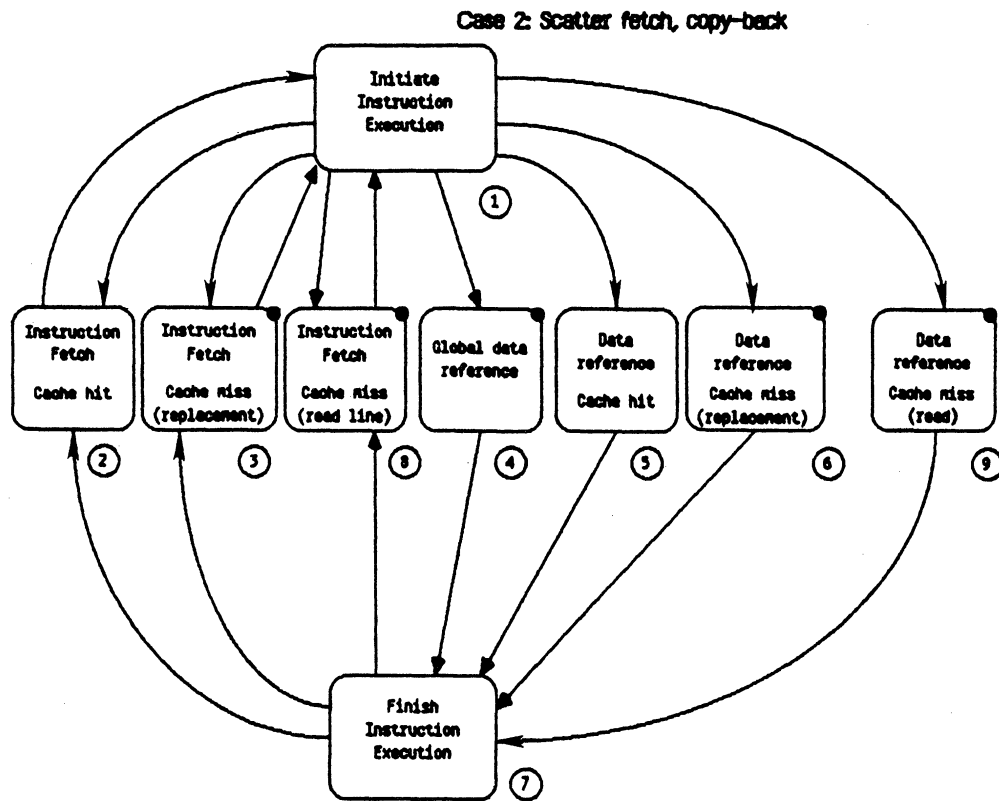 Case 2: Scatter fetch, copy-back
Initiate
Instruction
Execution
1
Instruction
Fetch
Cache hit
2
Instruction
Fetch
Cache miss
(replacement)
3
Instruction
Fetch
Cache miss
(read line)
8
Global data
reference
4
Data
reference
Cache hit
5
Data
reference
Cache miss
(replacement)
6
Data
reference
Cache miss
(read)
9
Finish
Instruction
Execution
7